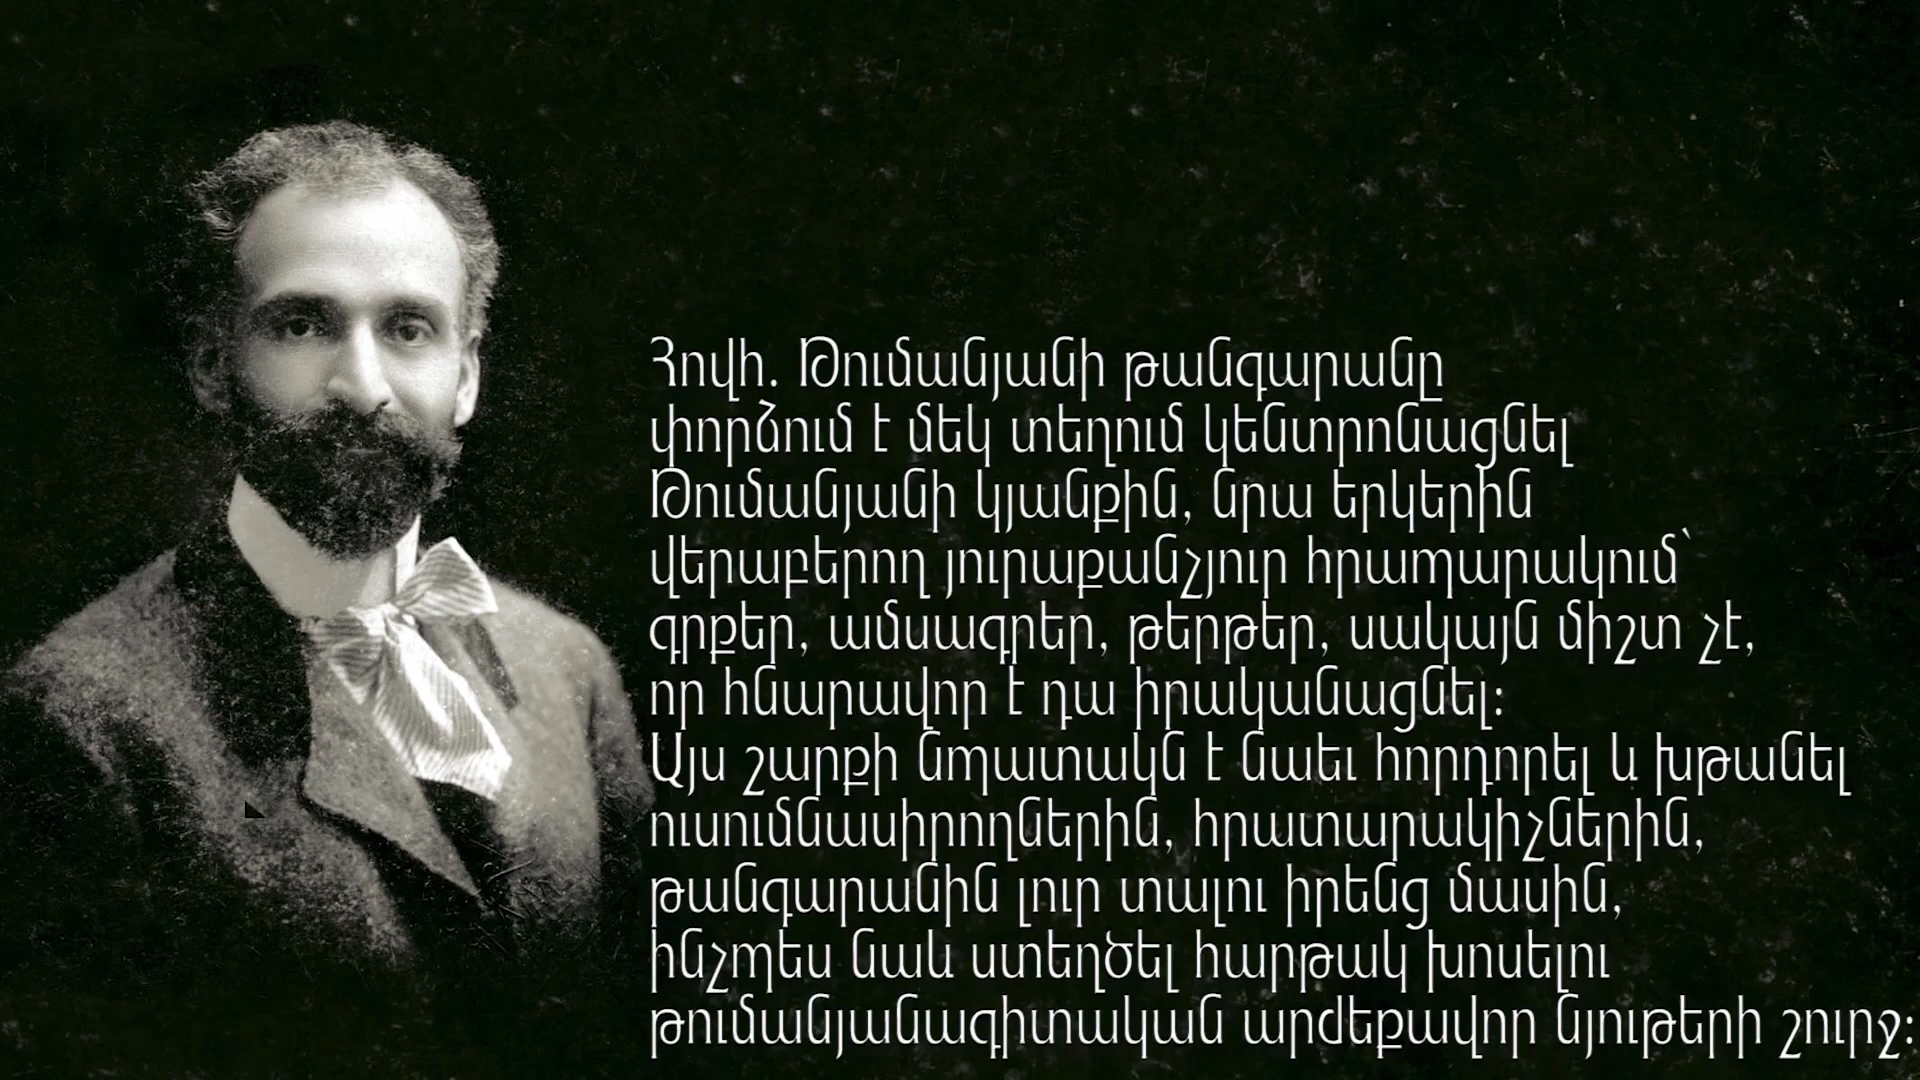 Հովհ. Թումանյանի թանգարանը
փորձում է մեկ տեղում կենտրոնացնել
Թումանյանի կյանքին, նրա երկերին
վերաբերող յուրաքանչյուր հրապարակում՝
գրքեր, ամսագրեր, թերթեր, սակայն միշտ չէ,
որ հնարավոր է դա իրականացնել։
Այս շարքի նպատակն է նաեւ հորդորել և խթանել
ուսումնասիրողներին, հրատարակիչներին,
թանգարանին լուր տալու իրենց մասին,
ինչպես նաև ստեղծել հարթակ խոսելու
թումանյանագիտական արժեքավոր նյութերի շուրջ։